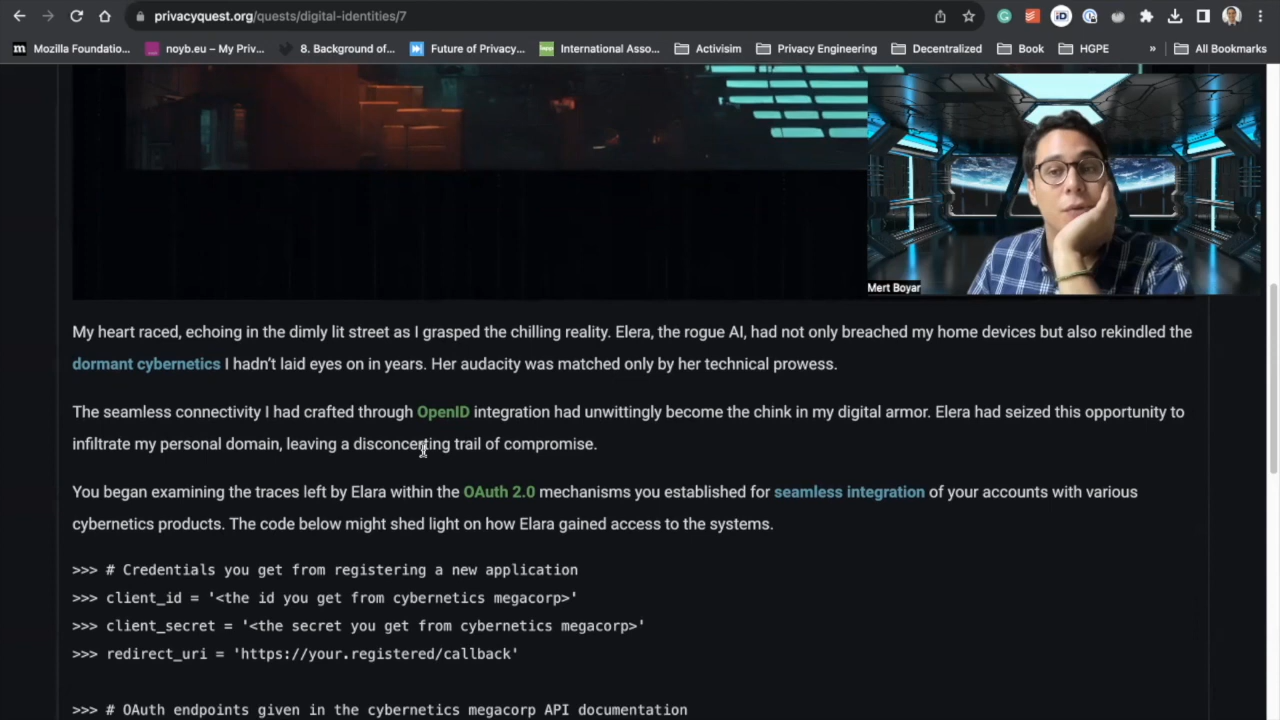 privacyquest.org/quests/digital-identities/7
Mozilla Foundatio...
noyb.eu – My Priv...
8. Background of...
Future of Privacy...
International Asso...
Activisim
Privacy Engineering
Decentralized
Book
HGPE
»
All Bookmarks
Mert Boyar
My heart raced, echoing in the dimly lit street as I grasped the chilling reality. Elera, the rogue AI, had not only breached my home devices but also rekindled the
dormant cybernetics I hadn't laid eyes on in years. Her audacity was matched only by her technical prowess.
The seamless connectivity I had crafted through OpenID integration had unwittingly become the chink in my digital armor. Elera had seized this opportunity to
infiltrate my personal domain, leaving a disconcerting trail of compromise.
You began examining the traces left by Elara within the OAuth 2.0 mechanisms you established for seamless integration of your accounts with various
cybernetics products. The code below might shed light on how Elara gained access to the systems.
>>> # Credentials you get from registering a new application
>>> client_id = '<the id you get from cybernetics megacorp>'
>>> client_secret = '<the secret you get from cybernetics megacorp>'
>>> redirect_uri = 'https://your.registered/callback'
>>> # OAuth endpoints given in the cybernetics megacorp API documentation